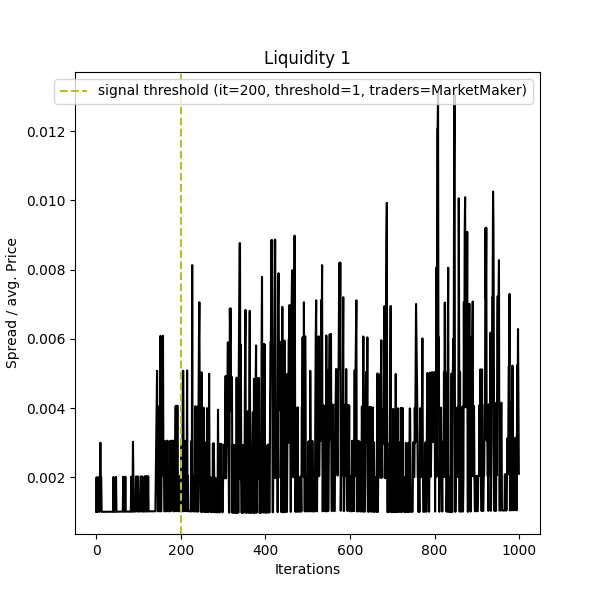 Liquidity 1
signal threshold (it=200, threshold=1, traders=MarketMaker)
Spread / avg. Price
0.012
0.010
0.008
0.006
0.004
0.002
0 200 400 600 800 1000
Iterations